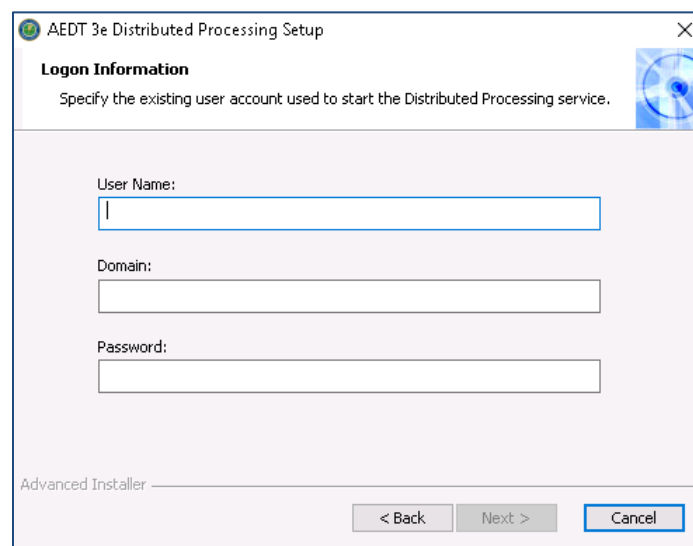 AEDT 3e Distributed Processing Setup
Logon Information
Specify the existing user account used to start the Distributed Processing service.
User Name:
Domain:
Password:
Advanced Installer
< Back Next > Cancel